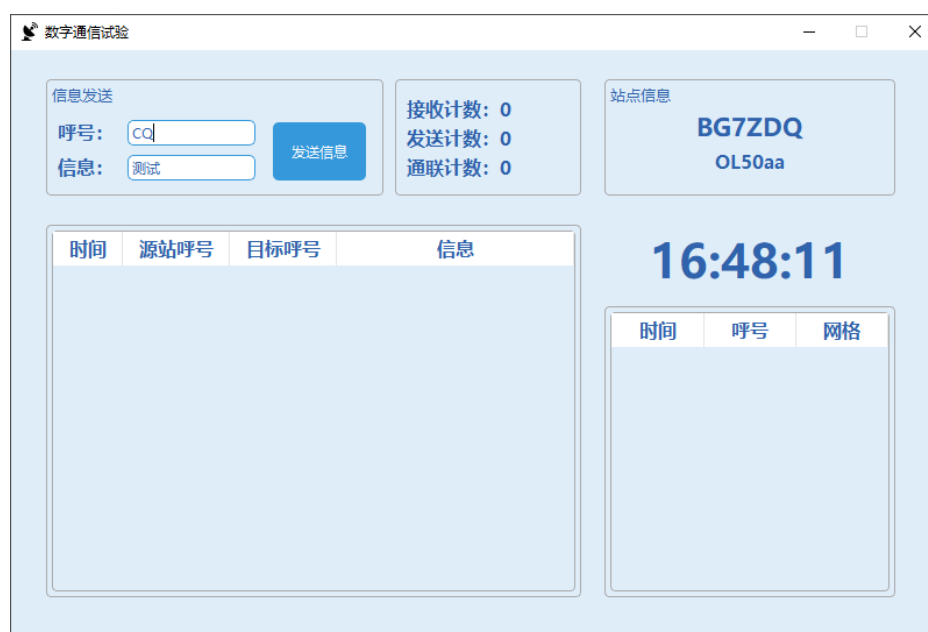 数字通信试验
信息发送
呼号: CQ
信息: 测试
发送信息
接收计数: 0
发送计数: 0
通联计数: 0
站点信息
BG7ZDQ
OL50aa
时间 源站呼号 目标呼号 信息
16:48:11
时间 呼号 网格